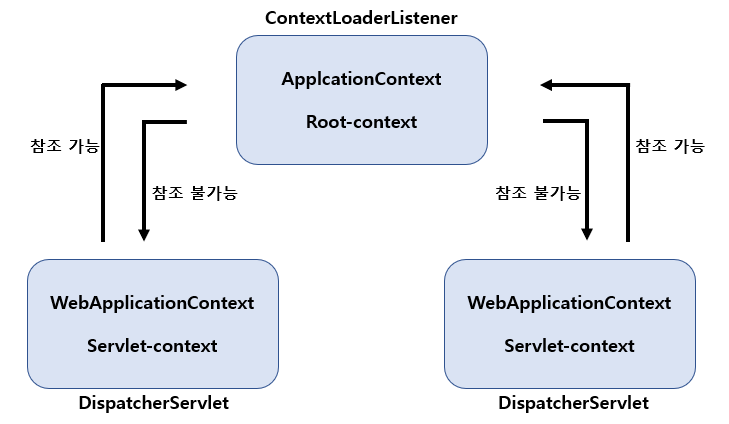 ContextLoaderListener
ApplcationContext
Root-context
참조 가능
참조 불가능
참조 불가능
참조 가능
WebApplicationContext
Servlet-context
DispatcherServlet
WebApplicationContext
Servlet-context
DispatcherServlet